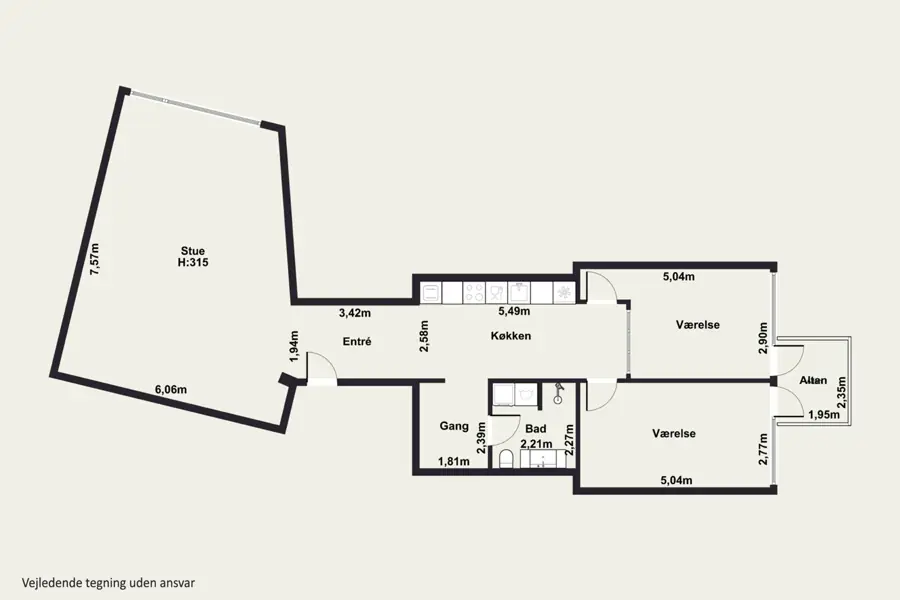 Stue
H:315
7,57m
6,06m
1,94m
3,42m
Entré
2,58m
5,49m
Køkken
5,04m
Værelse
2,90m
Gang
2,39m
1,81m
Bad
2,21m
2,27m
Værelse
5,04m
2,77m
Altan
2,35m
1,95m
Vejledende tegning uden ansvar